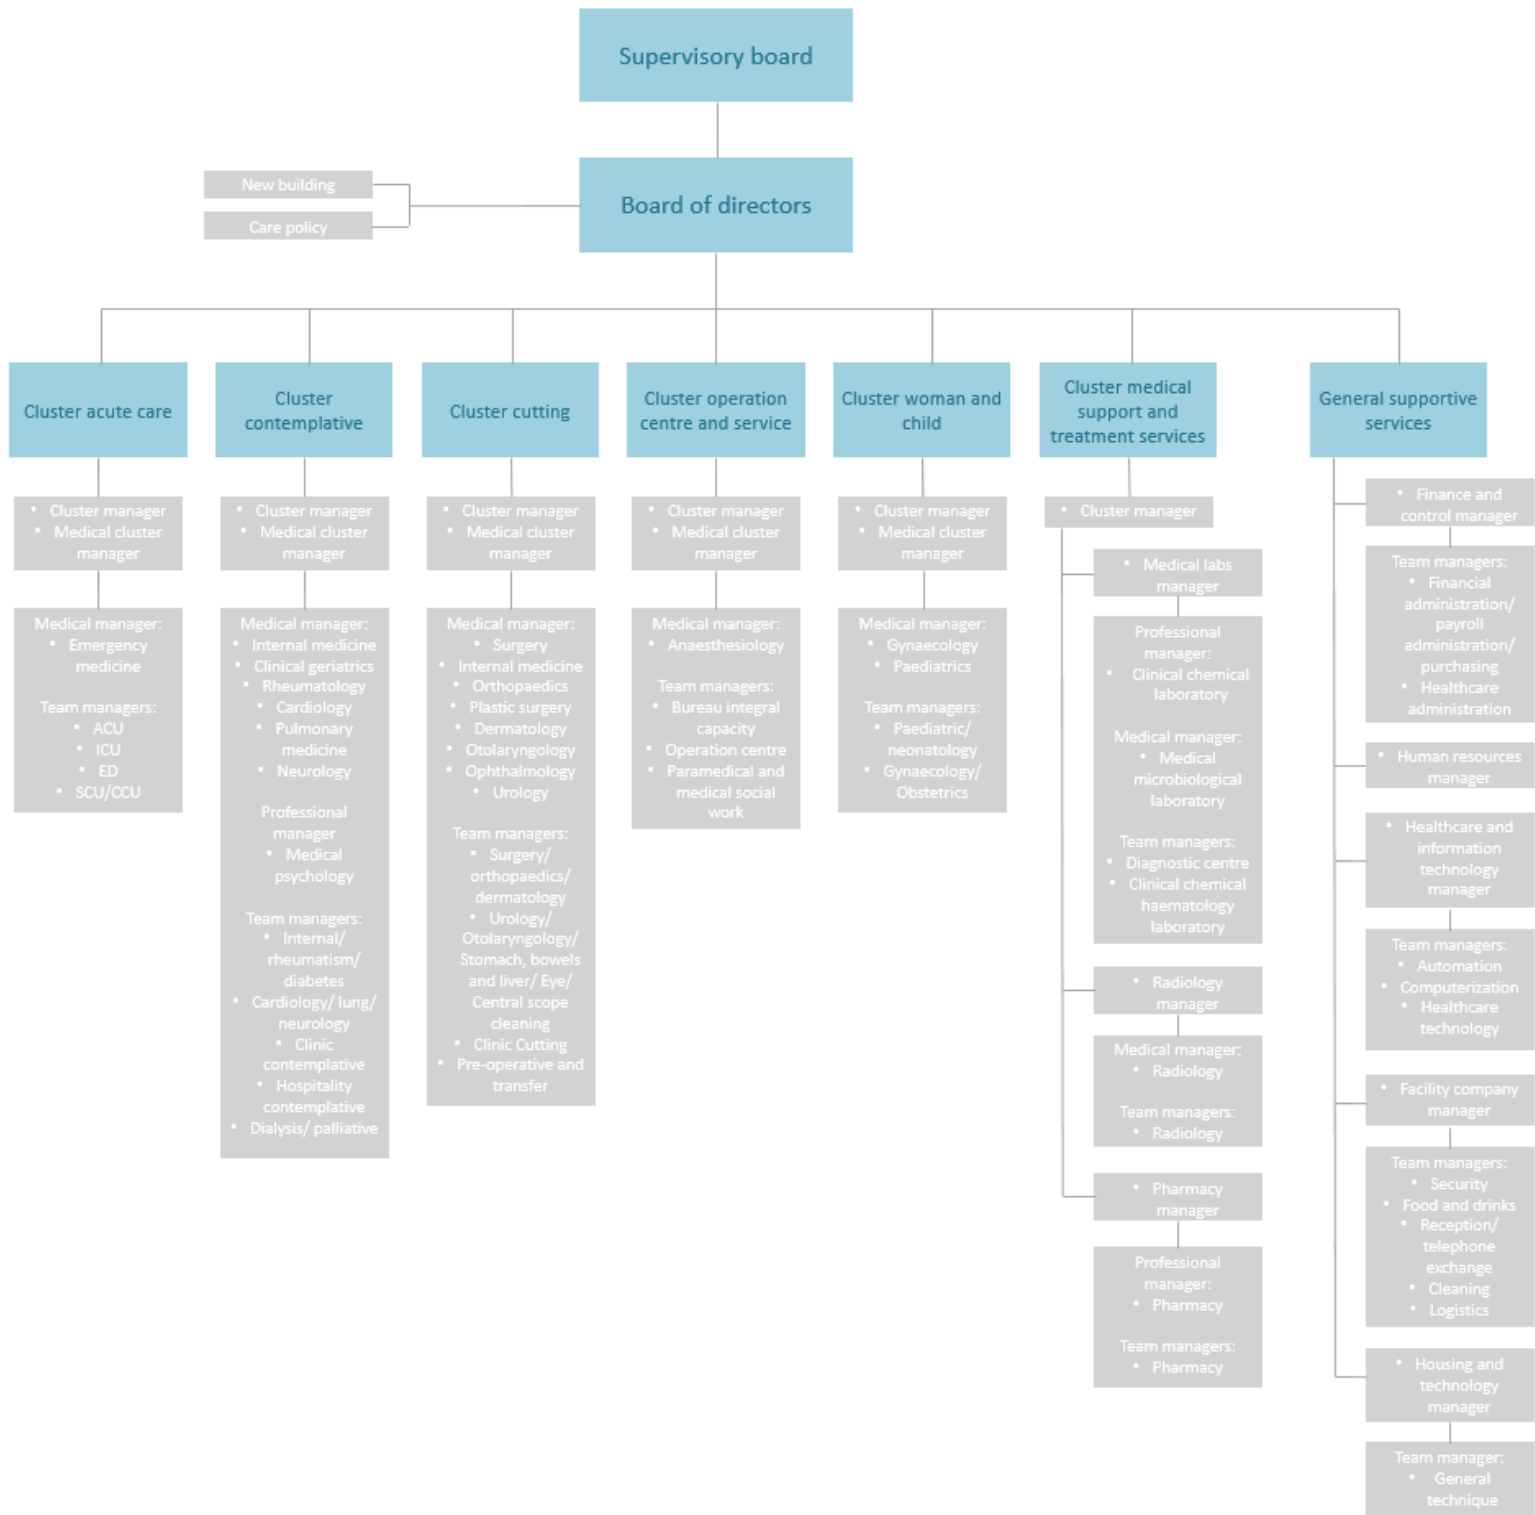 Supervisory board
Board of directors
New building
Care policy
Cluster acute care
• Cluster manager
• Medical cluster
manager
Medical manager:
• Emergency
medicine
Team managers:
• ACU
• ICU
• ED
• SCU/CCU
Cluster
contemplative
• Cluster manager
• Medical cluster
manager
Medical manager:
• Internal medicine
• Clinical geriatrics
• Rheumatology
• Cardiology
• Pulmonary
medicine
• Neurology
Professional
manager
• Medical
psychology
Team managers:
• Internal/
rheumatism/
diabetes
• Cardiology/ lung/
neurology
• Clinic
contemplative
• Hospitality
contemplative
• Dialysis/ palliative
Cluster cutting
• Cluster manager
• Medical cluster
manager
Medical manager:
• Surgery
• Internal medicine
• Orthopaedics
• Plastic surgery
• Dermatology
• Otolaryngology
• Ophthalmology
• Urology
Team managers:
• Surgery/
orthopaedics/
dermatology
• Urology/
Otolaryngology/
Stomach, bowels
and liver/ Eye/
Central scope
cleaning
• Clinic Cutting
• Pre-operative and
transfer
Cluster operation
centre and service
• Cluster manager
• Medical cluster
manager
Medical manager:
• Anaesthesiology
Team managers:
• Bureau integral
capacity
• Operation centre
• Paramedical and
medical social
work
Cluster woman and
child
• Cluster manager
• Medical cluster
manager
Medical manager:
• Gynaecology
• Paediatrics
Team managers:
• Paediatric/
neonatology
• Gynaecology/
Obstetrics
Cluster medical
support and
treatment services
• Cluster manager
• Medical labs
manager
Professional
manager:
• Clinical chemical
laboratory
Medical manager:
• Medical
microbiological
laboratory
Team managers:
• Diagnostic centre
• Clinical chemical
haematology
laboratory
• Radiology
manager
Medical manager:
• Radiology
Team managers:
• Radiology
• Pharmacy
manager
Professional
manager:
• Pharmacy
Team managers:
• Pharmacy
General supportive
services
• Finance and
control manager
Team managers:
• Financial
administration/
payroll
administration/
purchasing
• Healthcare
administration
• Human resources
manager
• Healthcare and
information
technology
manager
Team managers:
• Automation
• Computerization
• Healthcare
technology
• Facility company
manager
Team managers:
• Security
• Food and drinks
• Reception/
telephone
exchange
• Cleaning
• Logistics
• Housing and
technology
manager
Team manager:
• General
technique